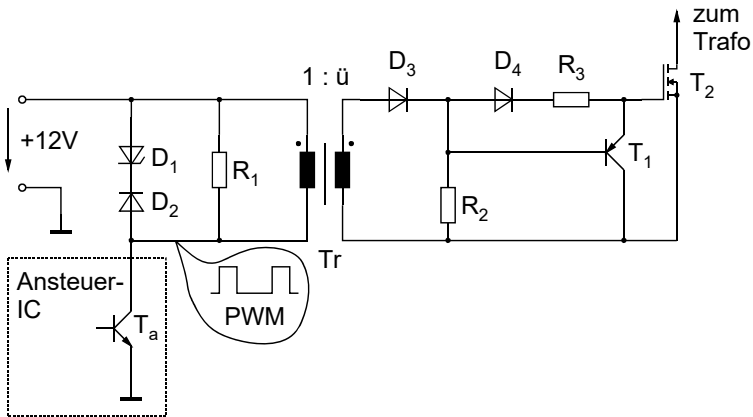 zum
Trafo
1 : ü
D3
D4
R3
T2
+12V
D1
R1
T1
D2
R2
Tr
Ansteuer-
IC
PWM
Ta